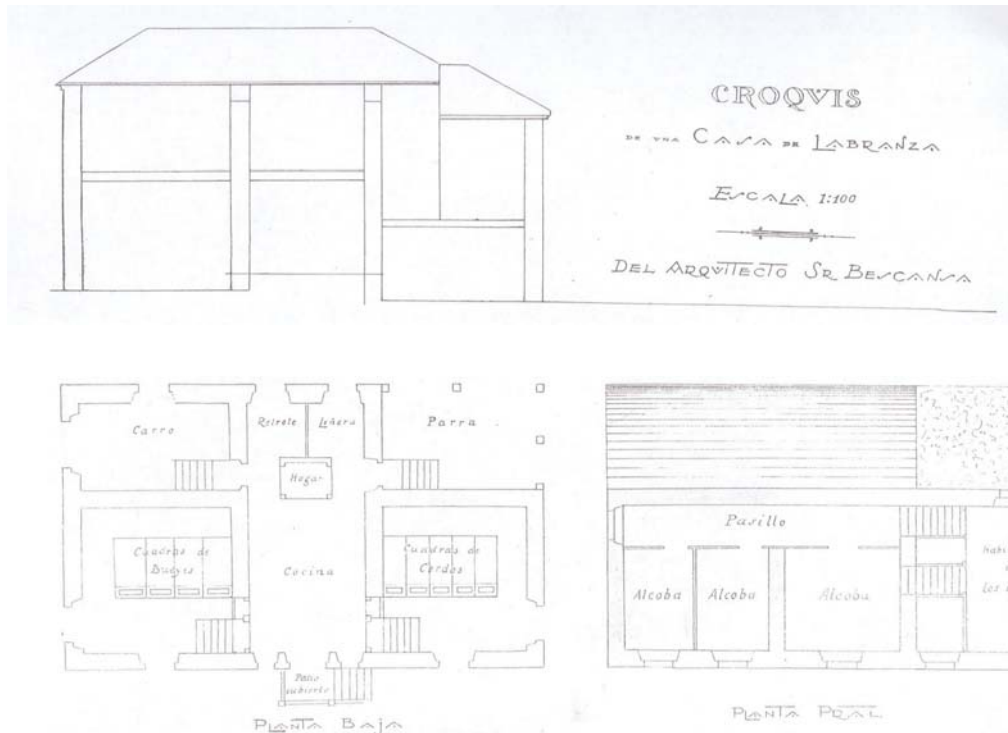 CROQVIS
DE VNA CASA DE LABRANZA
ESCALA 1:100
DEL ARQVITECTO SR BESCANSA
Carro
Retrete
Leñera
Parra
Hogar
Cuadras de
Bueyes
Cocina
Cuadras de
Cerdos
Patio
cubierto
PLANTA BAJA
Pasillo
Alcoba
Alcoba
Alcoba
PLANTA PRAL